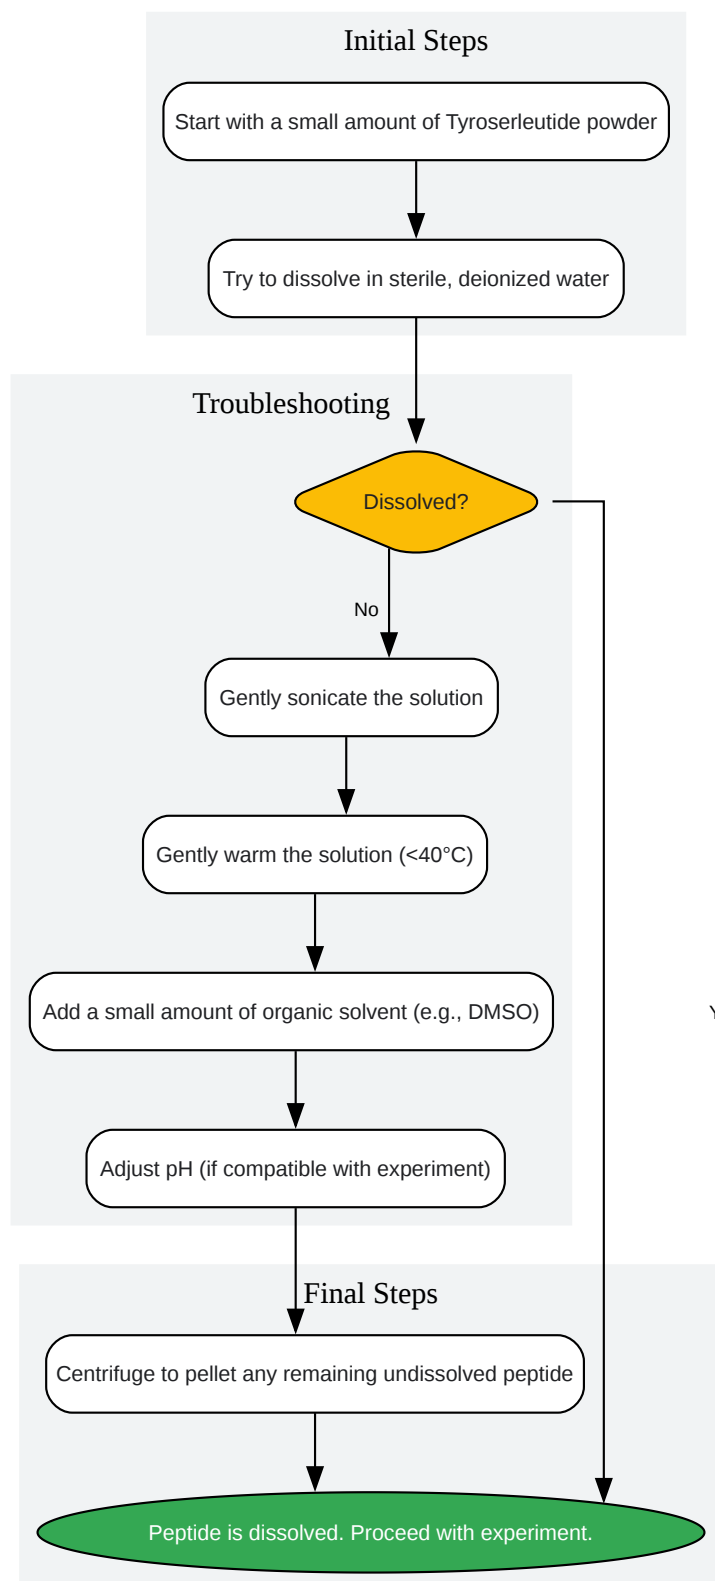 Initial Steps
Start with a small amount of Tyroserleutide powder
Try to dissolve in sterile, deionized water
Troubleshooting
Dissolved?
No
Gently sonicate the solution
Gently warm the solution (<40°C)
Add a small amount of organic solvent (e.g., DMSO)
Adjust pH (if compatible with experiment)
Final Steps
Centrifuge to pellet any remaining undissolved peptide
Peptide is dissolved. Proceed with experiment.